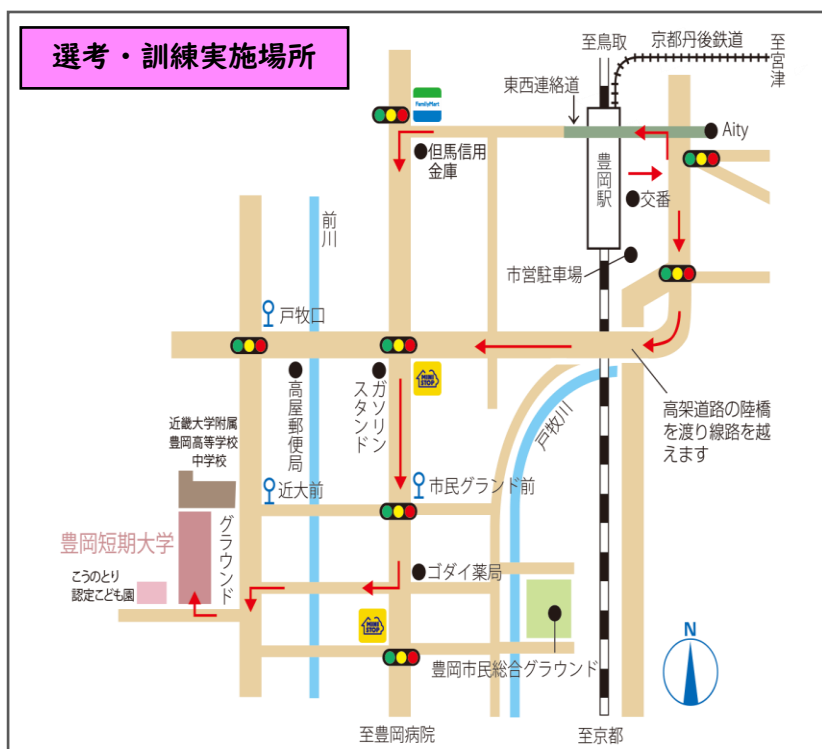 選考・訓練実施場所
至鳥取
京都丹後鉄道
至宮津
東西連絡道
FamilyMart
Aity
但馬信用
金庫
豊岡駅
交番
前川
市営駐車場
戸牧口
MINI
STOP
高屋郵便局
ガソリン
スタンド
戸牧川
高架道路の陸橋
を渡り線路を越
えます
近畿大学附属
豊岡高等学校
中学校
近大前
市民グランド前
豊岡短期大学
グラウンド
こうのとり
認定こども園
ゴダイ薬局
MINI
STOP
豊岡市民総合グラウンド
N
至豊岡病院
至京都